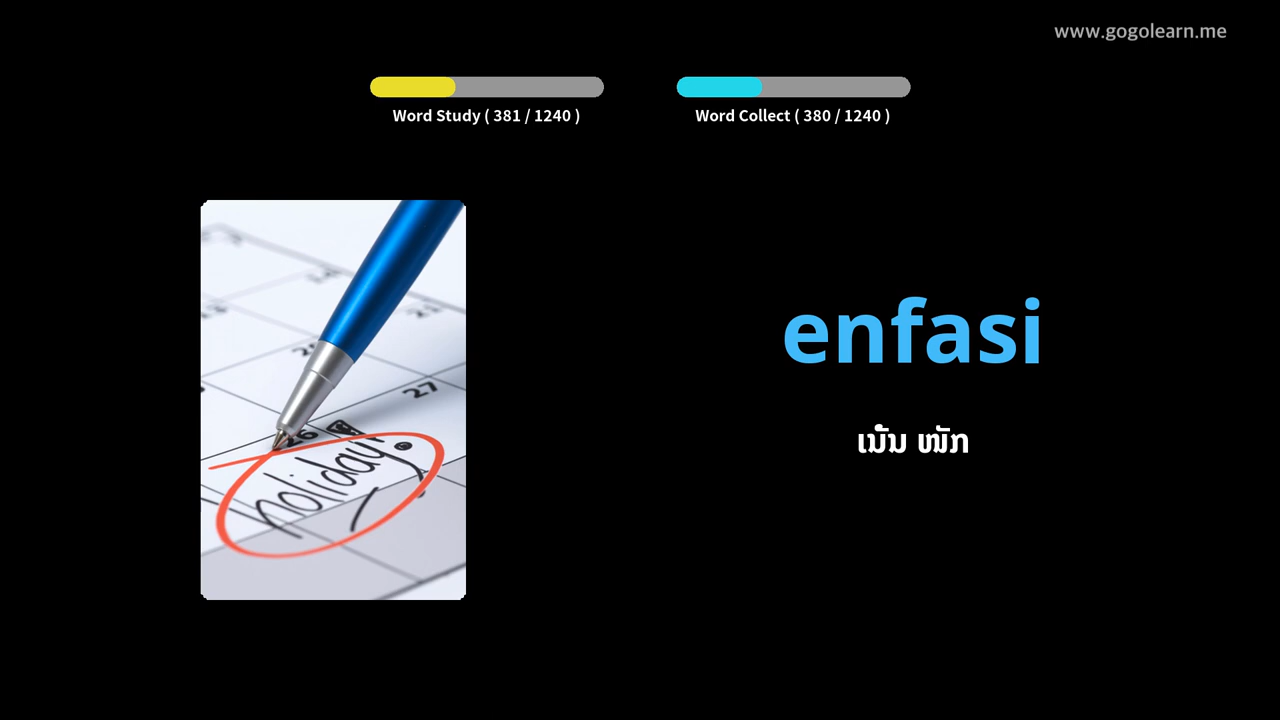 www.gogolearn.me
Word Study ( 381 / 1240 )
Word Collect ( 380 / 1240 )
enfasi
ເນັ້ນ ໜັກ
27
holiday!